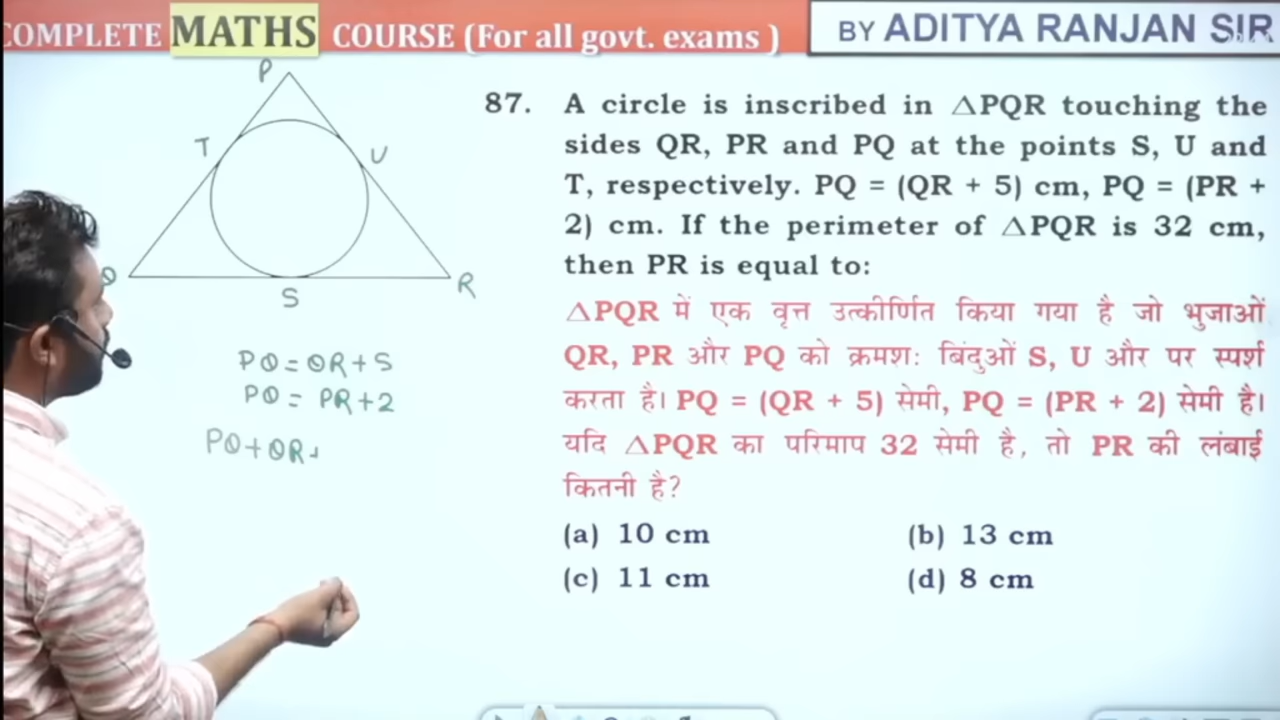 COMPLETE MATHS COURSE (For all govt. exams )
BY ADITYA RANJAN SIR
P
T
U
Q
R
S
PQ = QR + 5
PQ = PR + 2
PQ + QR +
87. A circle is inscribed in △PQR touching the
sides QR, PR and PQ at the points S, U and
T, respectively. PQ = (QR + 5) cm, PQ = (PR +
2) cm. If the perimeter of △PQR is 32 cm,
then PR is equal to:
△PQR में एक वृत्त उत्कीर्णित किया गया है जो भुजाओं
QR, PR और PQ को क्रमश: बिंदुओं S, U और पर स्पर्श
करता है। PQ = (QR + 5) सेमी, PQ = (PR + 2) सेमी है।
यदि △PQR का परिमाप 32 सेमी है, तो PR की लंबाई
कितनी है?
(a) 10 cm (b) 13 cm
(c) 11 cm (d) 8 cm